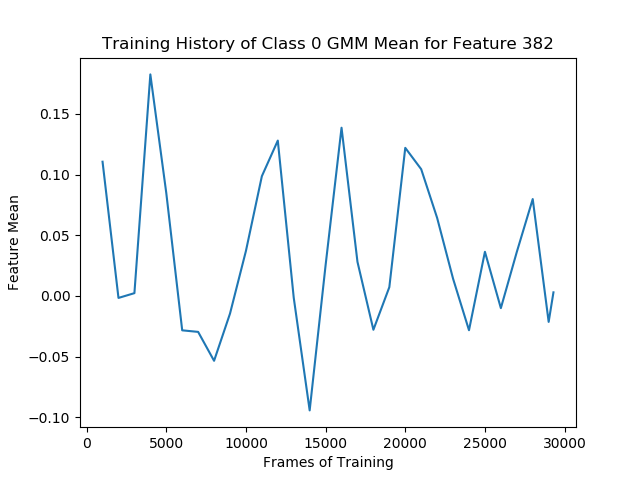 Training History of Class 0 GMM Mean for Feature 382
Feature Mean
0.15
0.10
0.05
0.00
−0.05
−0.10
0 5000 10000 15000 20000 25000 30000
Frames of Training